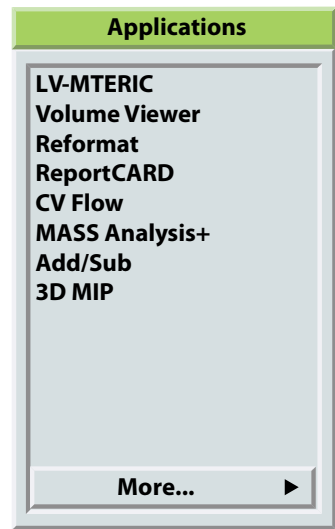 Applications
LV-MTERIC
Volume Viewer
Reformat
ReportCARD
CV Flow
MASS Analysis+
Add/Sub
3D MIP
More...